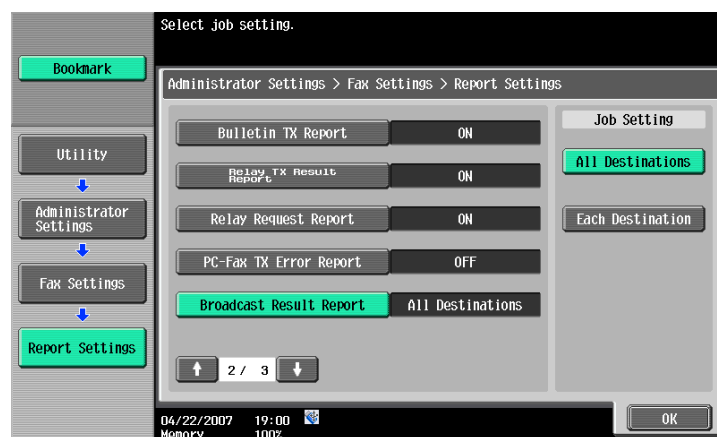 Select job setting.
Bookmark
Administrator Settings > Fax Settings > Report Settings
Utility
Administrator
Settings
Fax Settings
Report Settings
Bulletin TX Report ON
Relay TX Result
Report ON
Relay Request Report ON
PC-Fax TX Error Report OFF
Broadcast Result Report All Destinations
2/ 3
Job Setting
All Destinations
Each Destination
04/22/2007 19:00
Memory 100%
OK